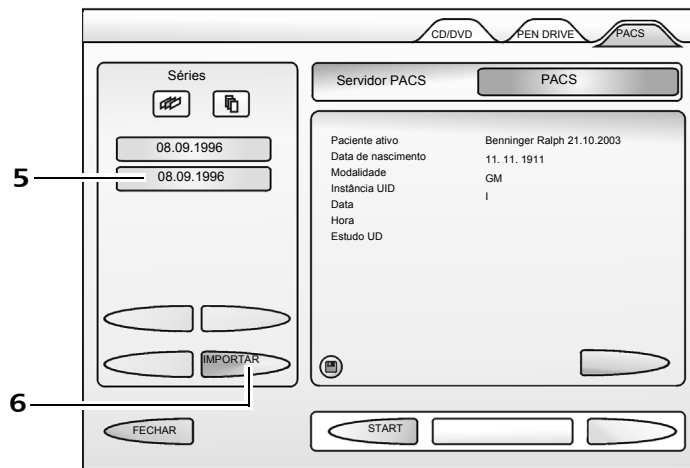 CD/DVD PEN DRIVE PACS
Séries
Servidor PACS PACS
08.09.1996
5 08.09.1996
Paciente ativo Benninger Ralph 21.10.2003
Data de nascimento 11. 11. 1911
Modalidade GM
Instância UID I
Data
Hora
Estudo UD
IMPORTAR
6
FECHAR
START